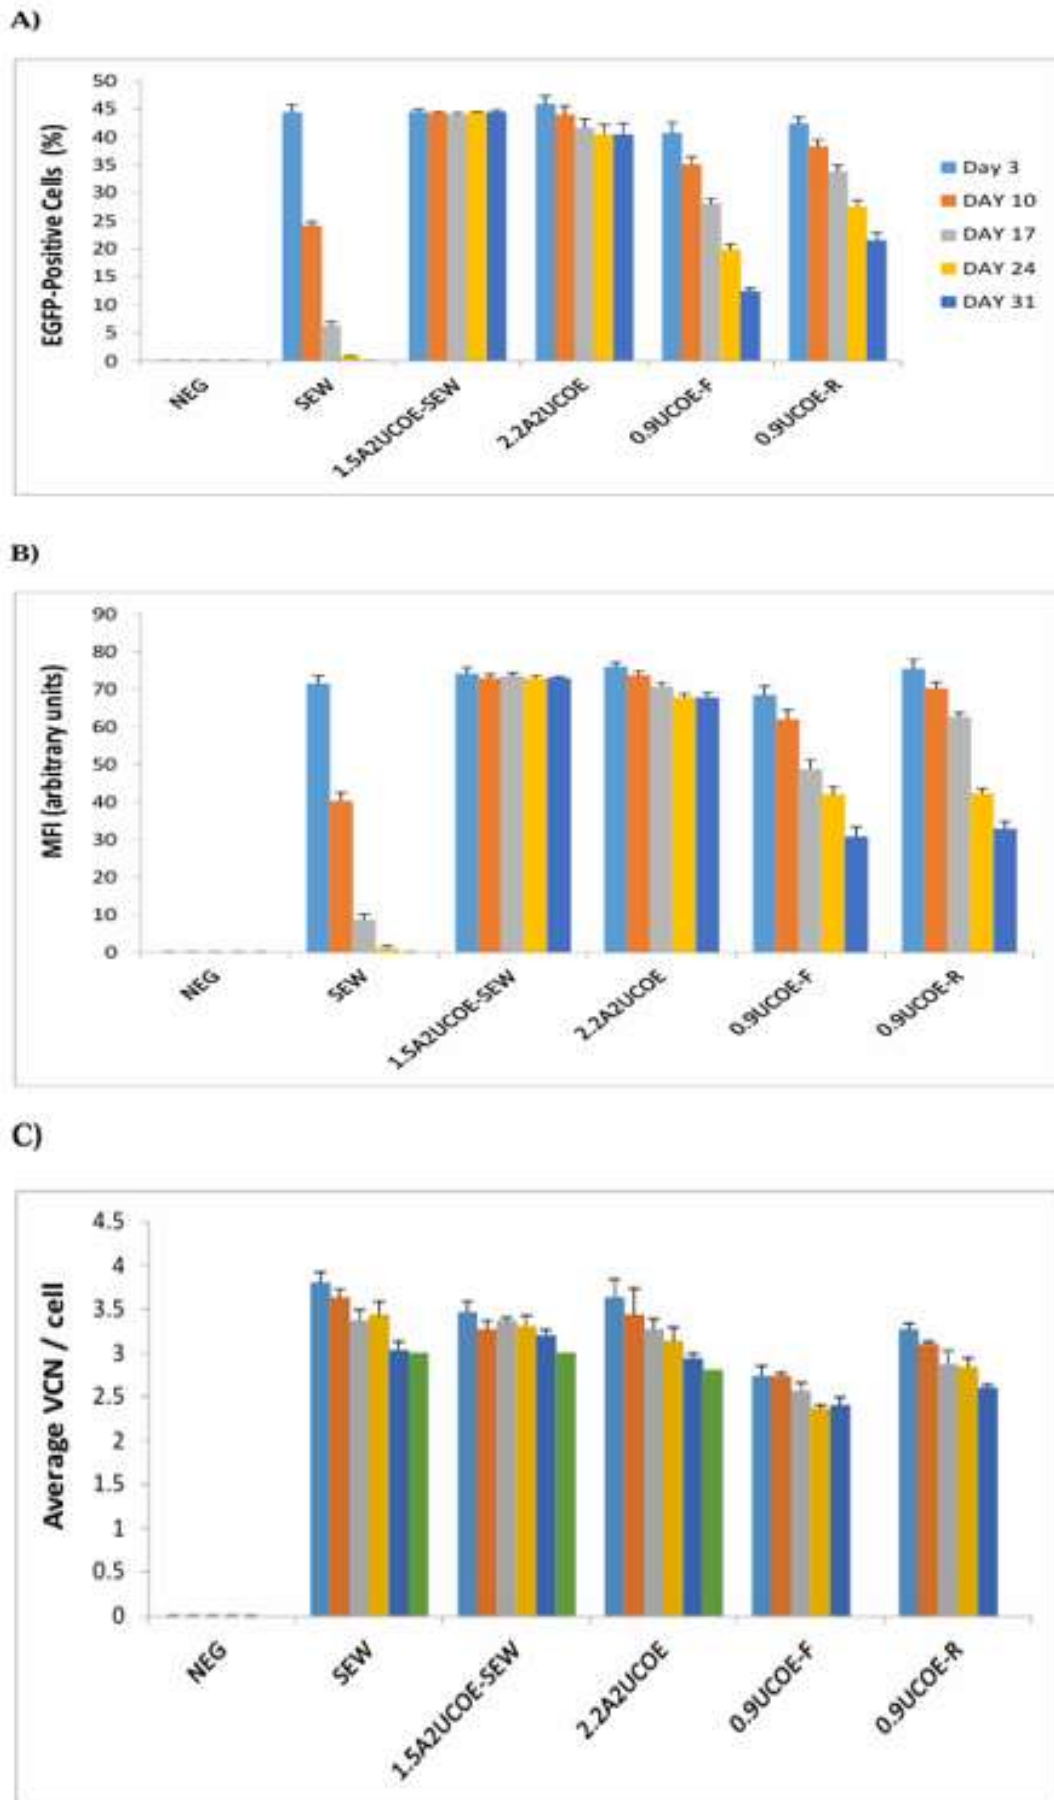 A)
EGFP-Positive Cells (%)
50
45
40
35
30
25
20
15
10
5
0
NEG
SEW
1.5A2UCOE-SEW
2.2A2UCOE
0.9UCOE-F
0.9UCOE-R
Day 3
DAY 10
DAY 17
DAY 24
DAY 31
B)
MFI (arbitrary units)
90
80
70
60
50
40
30
20
10
0
NEG
SEW
1.5A2UCOE-SEW
2.2A2UCOE
0.9UCOE-F
0.9UCOE-R
C)
Average VCN / cell
4.5
4
3.5
3
2.5
2
1.5
1
0.5
0
NEG
SEW
1.5A2UCOE-SEW
2.2A2UCOE
0.9UCOE-F
0.9UCOE-R